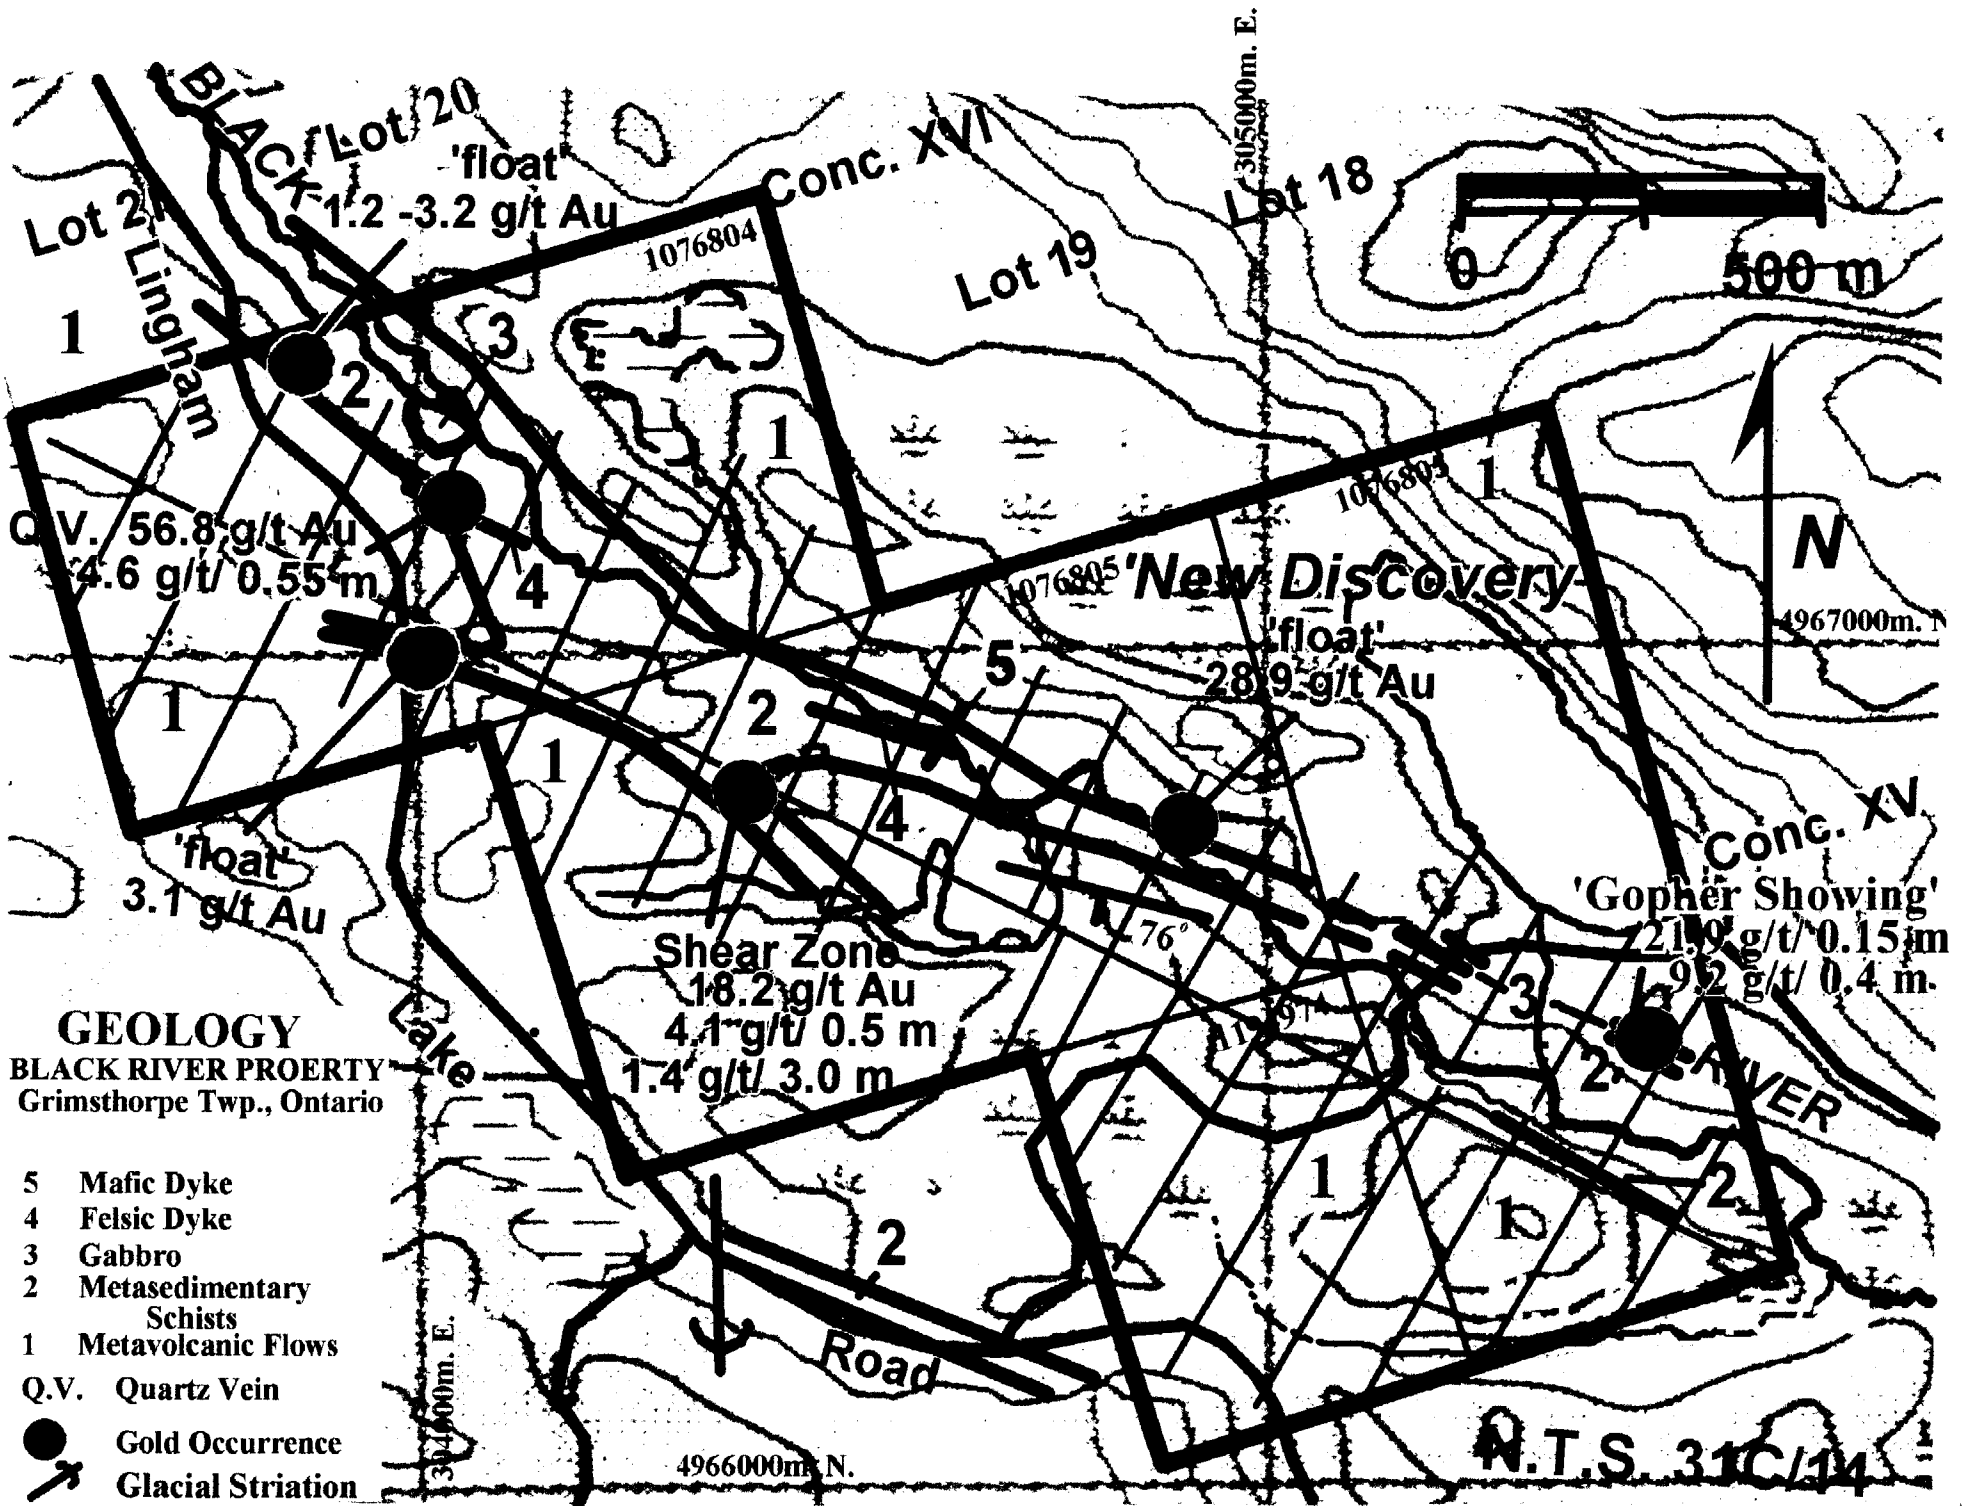 305000m. E.
BLACK
Lot 20
'float'
1.2 -3.2 g/t Au
Conc. XVI
Lot 18
Lot 21
Lingham
1076804
Lot 19
0 500 m
1
3
2
1
1
N
Q.V. 56.8 g/t Au
4.6 g/t/ 0.55 m
4
1076805
'New Discovery
'float'
28.9 g/t Au
4967000m. N
5
1
2
1
4
'float'
3.1 g/t Au
Conc. XV
'Gopher Showing'
21.9 g/t/ 0.15 m
9.2 g/t/ 0.4 m
76°
Shear Zone
18.2 g/t Au
4.1 g/t/ 0.5 m
1.4 g/t/ 3.0 m
3
2
RIVER
Lake
1
1
2
2
Road
GEOLOGY
BLACK RIVER PROERTY
Grimsthorpe Twp., Ontario
5 Mafic Dyke
4 Felsic Dyke
3 Gabbro
2 Metasedimentary
Schists
1 Metavolcanic Flows
Q.V. Quartz Vein
Gold Occurrence
Glacial Striation
304000m. E.
4966000m. N.
N.T.S. 31C/14